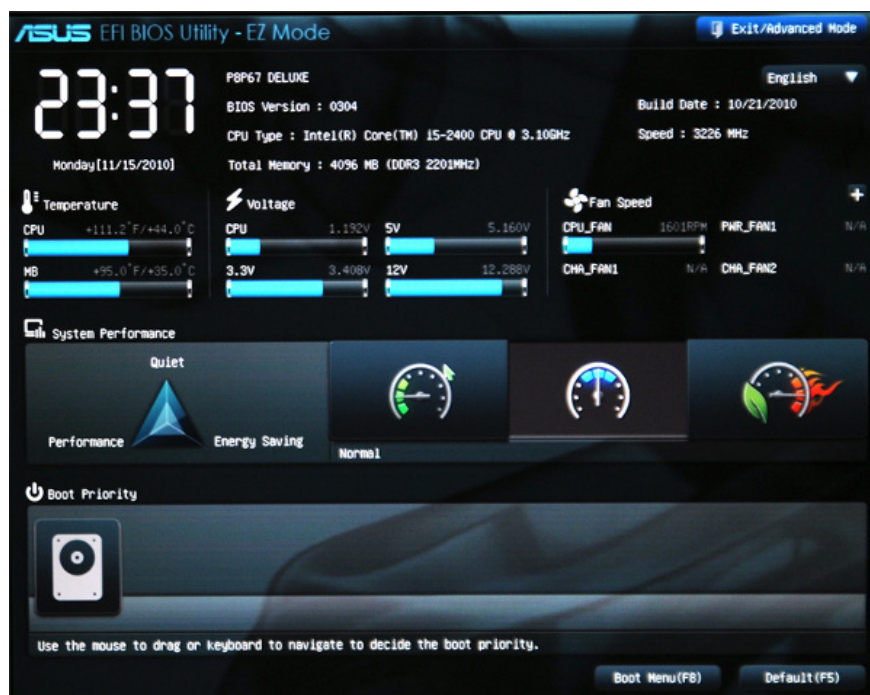 ASUS EFI BIOS Utility - EZ Mode
Exit/Advanced Mode
23:37
Monday[11/15/2010]
P8P67 DELUXE
English
BIOS Version : 0304
Build Date : 10/21/2010
CPU Type : Intel(R) Core(TM) i5-2400 CPU @ 3.10GHz
Speed : 3226 MHz
Total Memory : 4096 MB (DDR3 2201MHz)
Temperature
CPU +111.2°F/+44.0°C
MB +95.0°F/+35.0°C
Voltage
CPU 1.192V 5V 5.160V
3.3V 3.408V 12V 12.288V
Fan Speed
+
CPU_FAN 1601RPM PWR_FAN1 N/A
CHA_FAN1 N/A CHA_FAN2 N/A
System Performance
Quiet
Performance
Energy Saving
Normal
Boot Priority
Use the mouse to drag or keyboard to navigate to decide the boot priority.
Boot Menu(F8)
Default(F5)